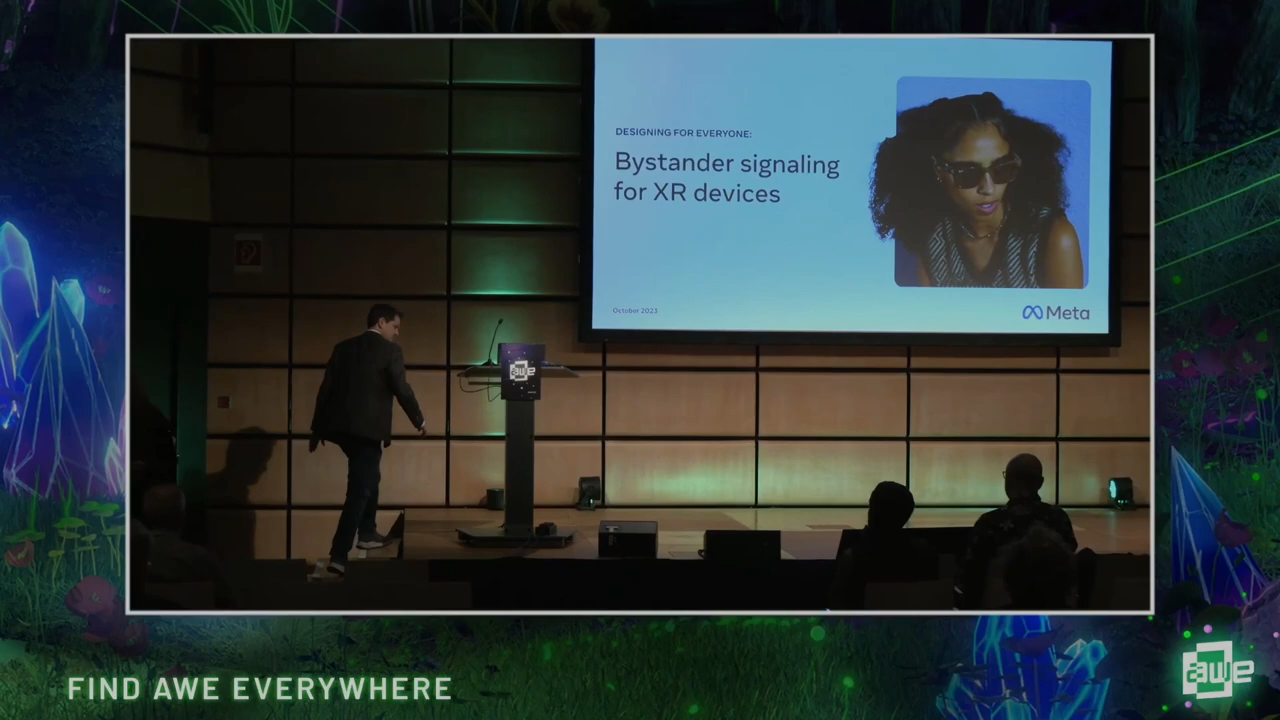 DESIGNING FOR EVERYONE:
Bystander signaling
for XR devices
October 2023
Meta
awe
FIND AWE EVERYWHERE
awe